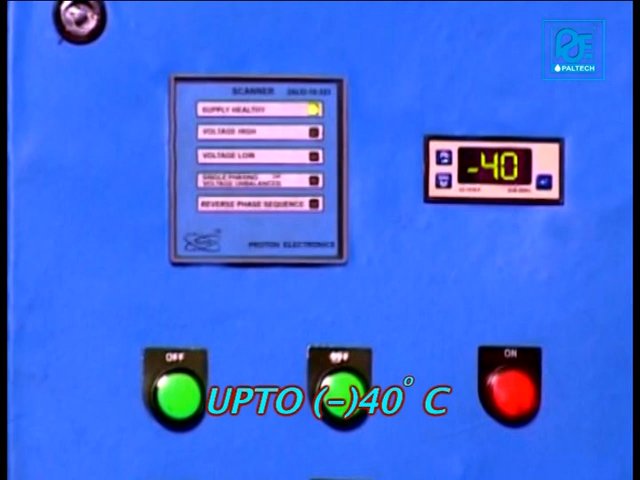 PALTECH
SCANNER
SUPPLY HEALTHY
VOLTAGE HIGH
VOLTAGE LOW
SINGLE PHASING
VOLTAGE UNBALANCED
REVERSE PHASE SEQUENCE
PROTON ELECTRONICS
-40
OFF
OFF
ON
UPTO (-)40° C